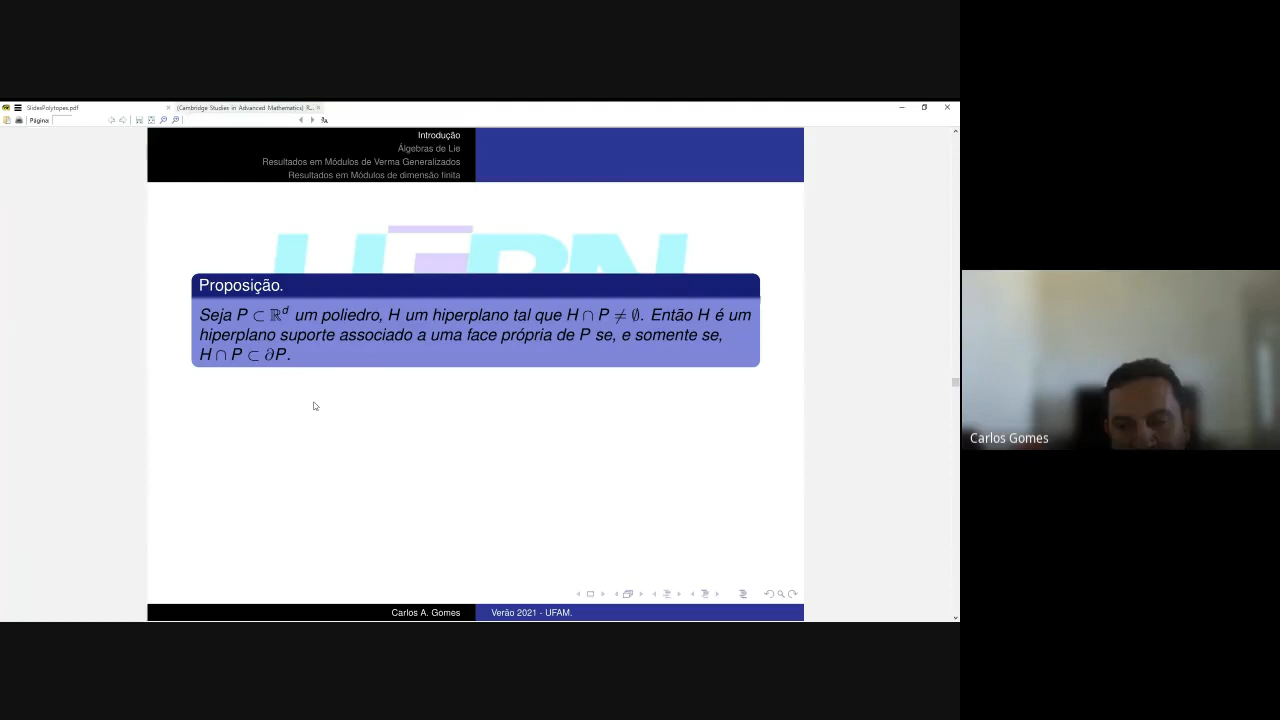 SlidesPolytopes.pdf
(Cambridge Studies in Advanced Mathematics) R...
Página:
Introdução
Álgebras de Lie
Resultados em Módulos de Verma Generalizados
Resultados em Módulos de dimensão finita
UFRN
Proposição.
Seja P ⊂ ℝᵈ um poliedro, H um hiperplano tal que H ∩ P ≠ ∅. Então H é um
hiperplano suporte associado a uma face própria de P se, e somente se,
H ∩ P ⊂ ∂P.
Carlos Gomes
Carlos A. Gomes
Verão 2021 - UFAM.